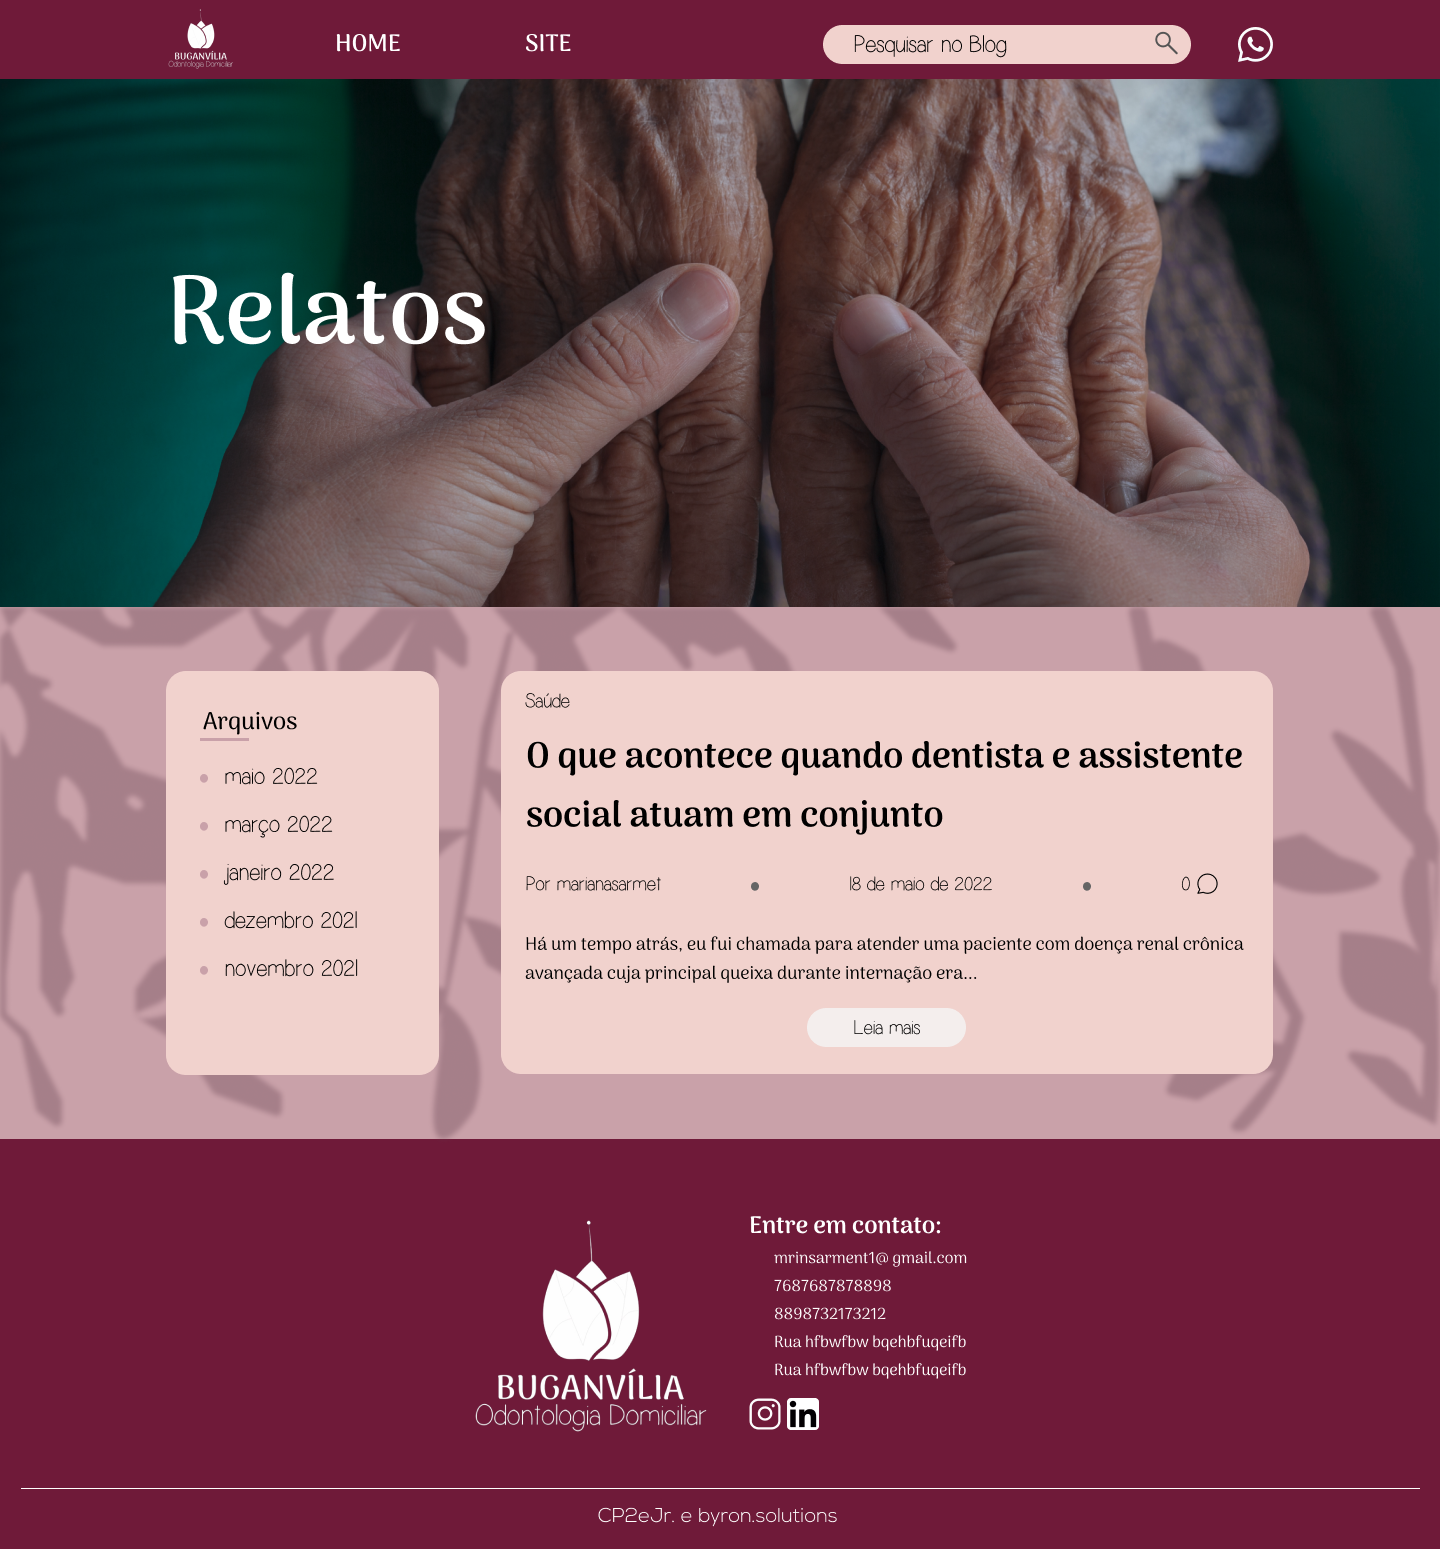 BUGANVÍLIA
Odontologia Domiciliar
HOME
SITE
Pesquisar no Blog
Relatos
Arquivos
maio 2022
março 2022
janeiro 2022
dezembro 2021
novembro 2021
Saúde
O que acontece quando dentista e assistente
social atuam em conjunto
Por marianasarmet
18 de maio de 2022
0
Há um tempo atrás, eu fui chamada para atender uma paciente com doença renal crônica
avançada cuja principal queixa durante internação era...
Leia mais
BUGANVÍLIA
Odontologia Domiciliar
Entre em contato:
mrinsarment1@ gmail.com
7687687878898
8898732173212
Rua hfbwfbw bqehbfuqeifb
Rua hfbwfbw bqehbfuqeifb
in
CP2eJr. e byron.solutions